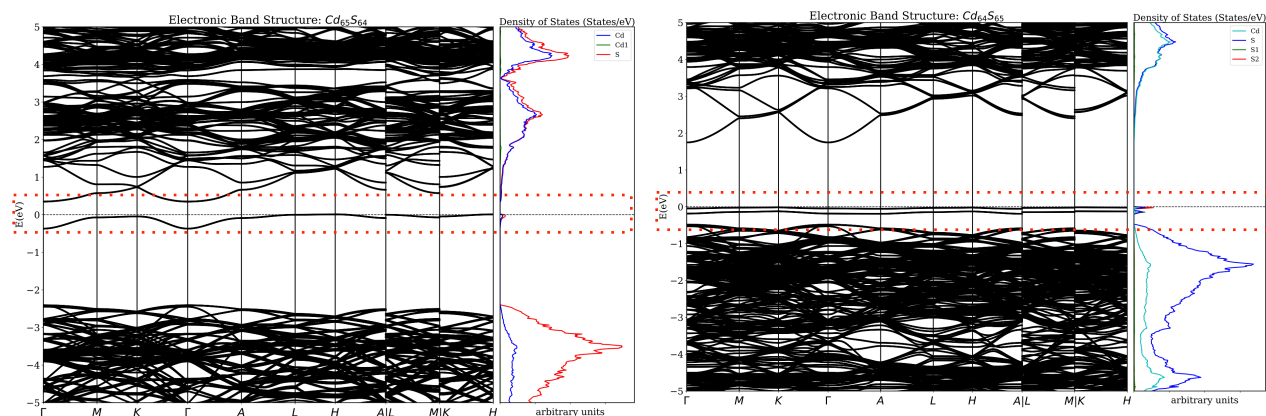 Electronic Band Structure: Cd₆₅S₆₄
Density of States (States/eV)
5
4
3
2
1
0
−1
−2
−3
−4
−5
E(eV)
Γ M K Γ A L H A|L M|K H
Cd
Cd1
S
arbitrary units
Electronic Band Structure: Cd₆₄S₆₅
Density of States (States/eV)
5
4
3
2
1
0
−1
−2
−3
−4
−5
E(eV)
Γ M K Γ A L H A|L M|K H
Cd
S
S1
S2
arbitrary units